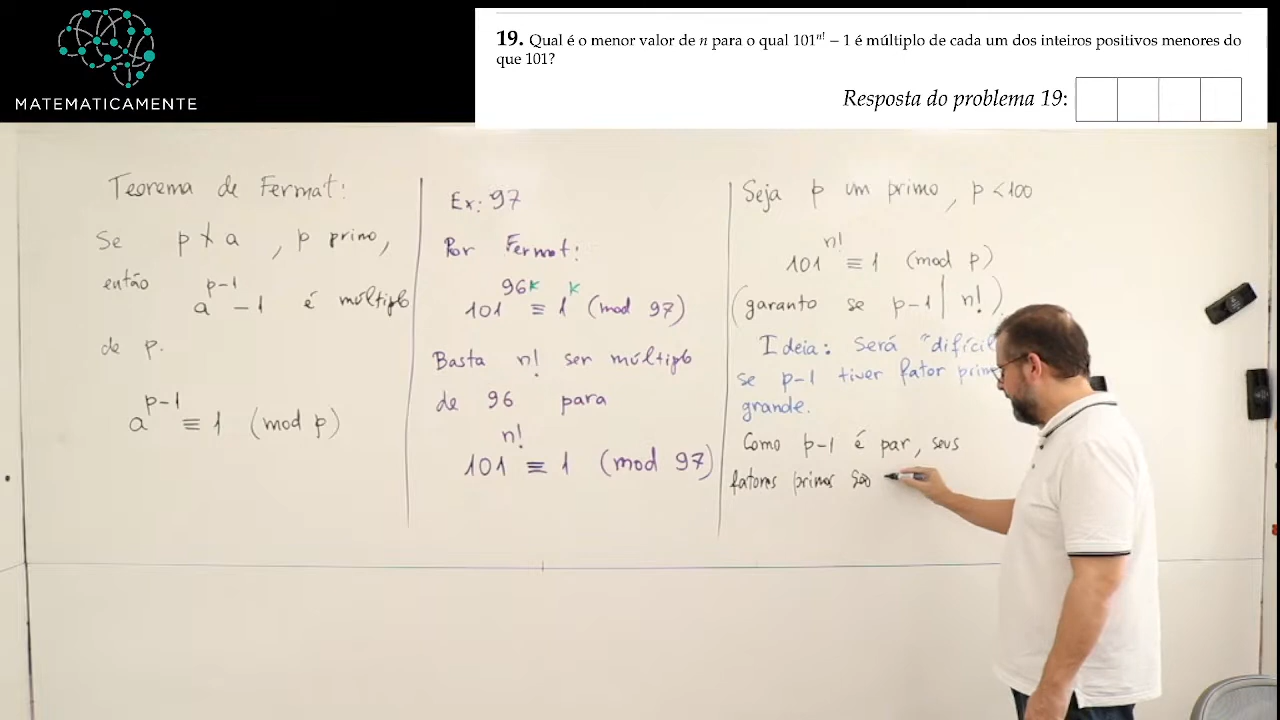 MATEMATICAMENTE
19. Qual é o menor valor de n para o qual 101^{n!} − 1 é múltiplo de cada um dos inteiros positivos menores do
que 101?
Resposta do problema 19:
Teorema de Fermat:
Se p ∤ a , p primo,
então a^{p-1} - 1 é múltiplo
de p.
a^{p-1} ≡ 1 (mod p)
Ex: 97
Por Fermat:
101^{96k} ≡ 1^k (mod 97)
Basta n! ser múltiplo
de 96 para
101^{n!} ≡ 1 (mod 97)
Seja p um primo, p < 100
101^{n!} ≡ 1 (mod p)
(garanto se p-1 | n!).
Ideia: Será "difícil
se p-1 tiver fator
grande.
Como p-1 é par, seus
fatores primos são